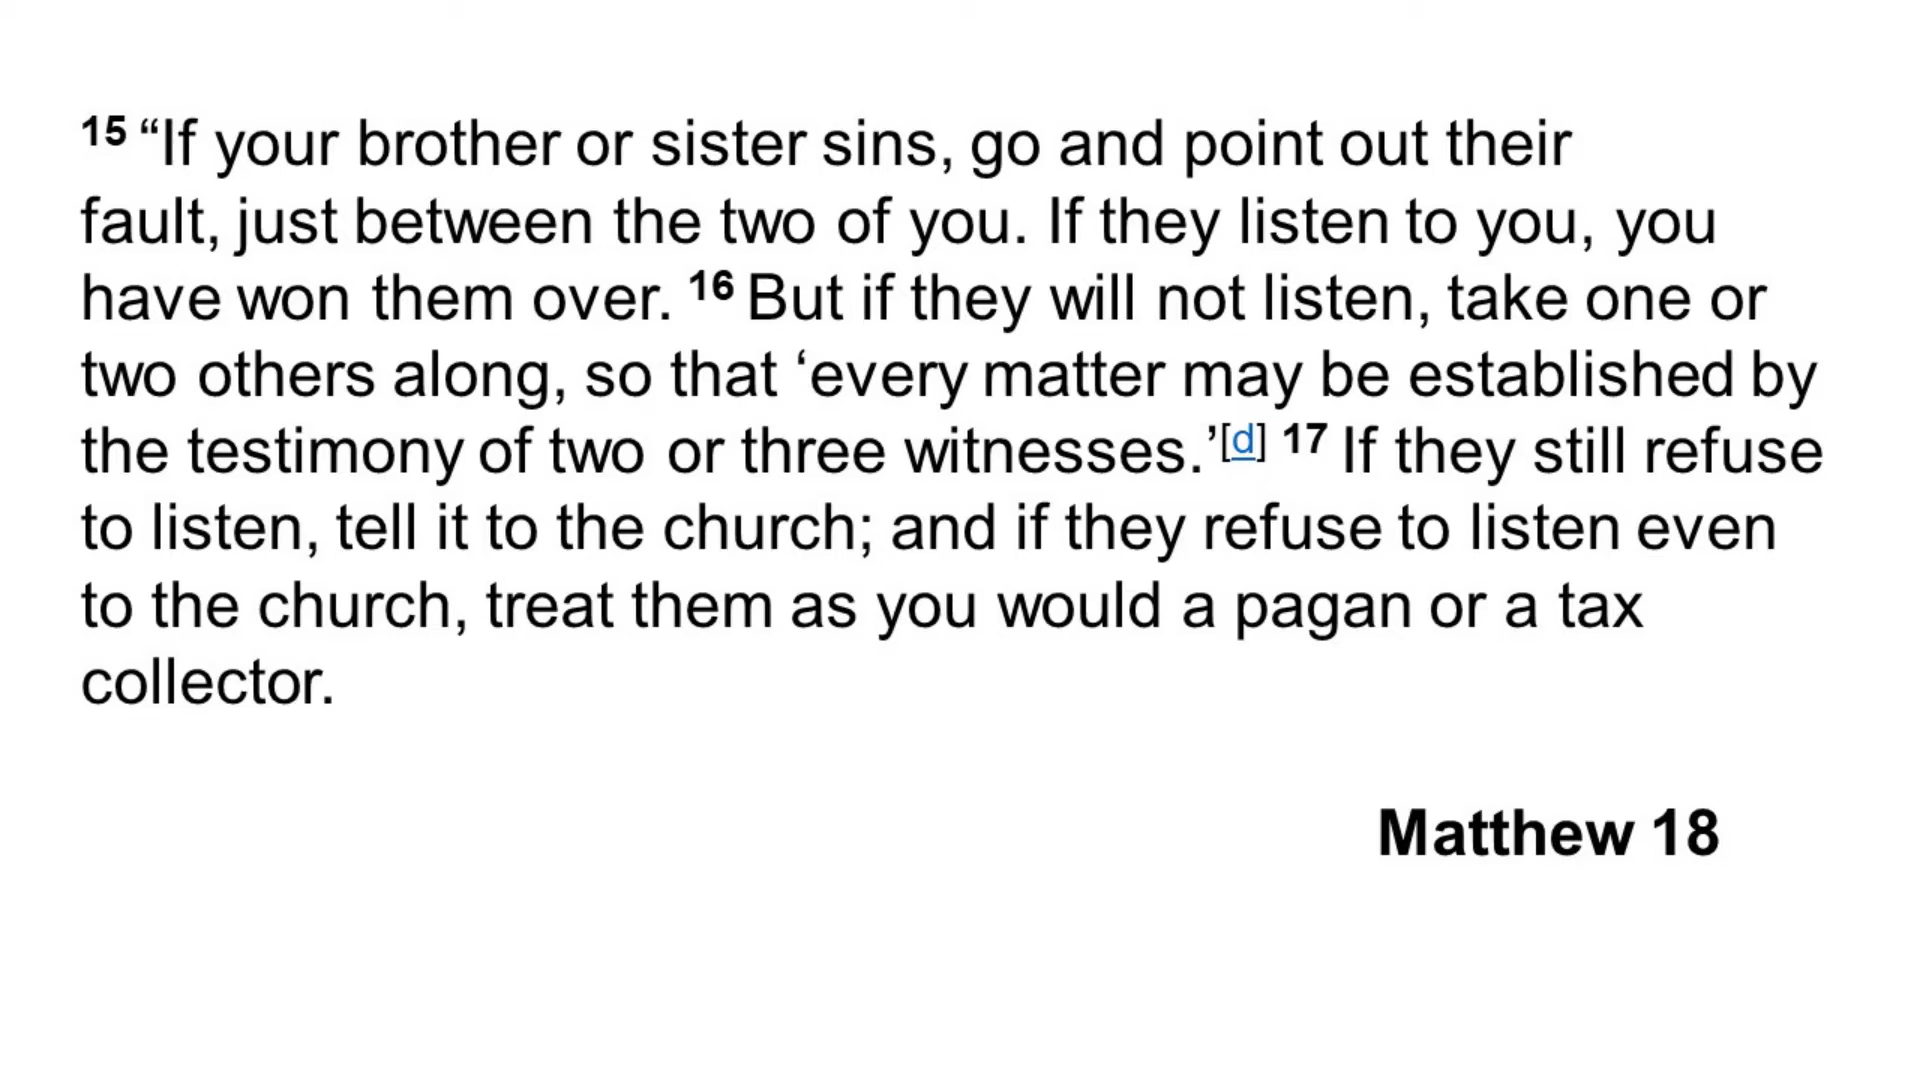 15 “If your brother or sister sins, go and point out their
fault, just between the two of you. If they listen to you, you
have won them over. 16 But if they will not listen, take one or
two others along, so that ‘every matter may be established by
the testimony of two or three witnesses.’[d] 17 If they still refuse
to listen, tell it to the church; and if they refuse to listen even
to the church, treat them as you would a pagan or a tax
collector.
Matthew 18